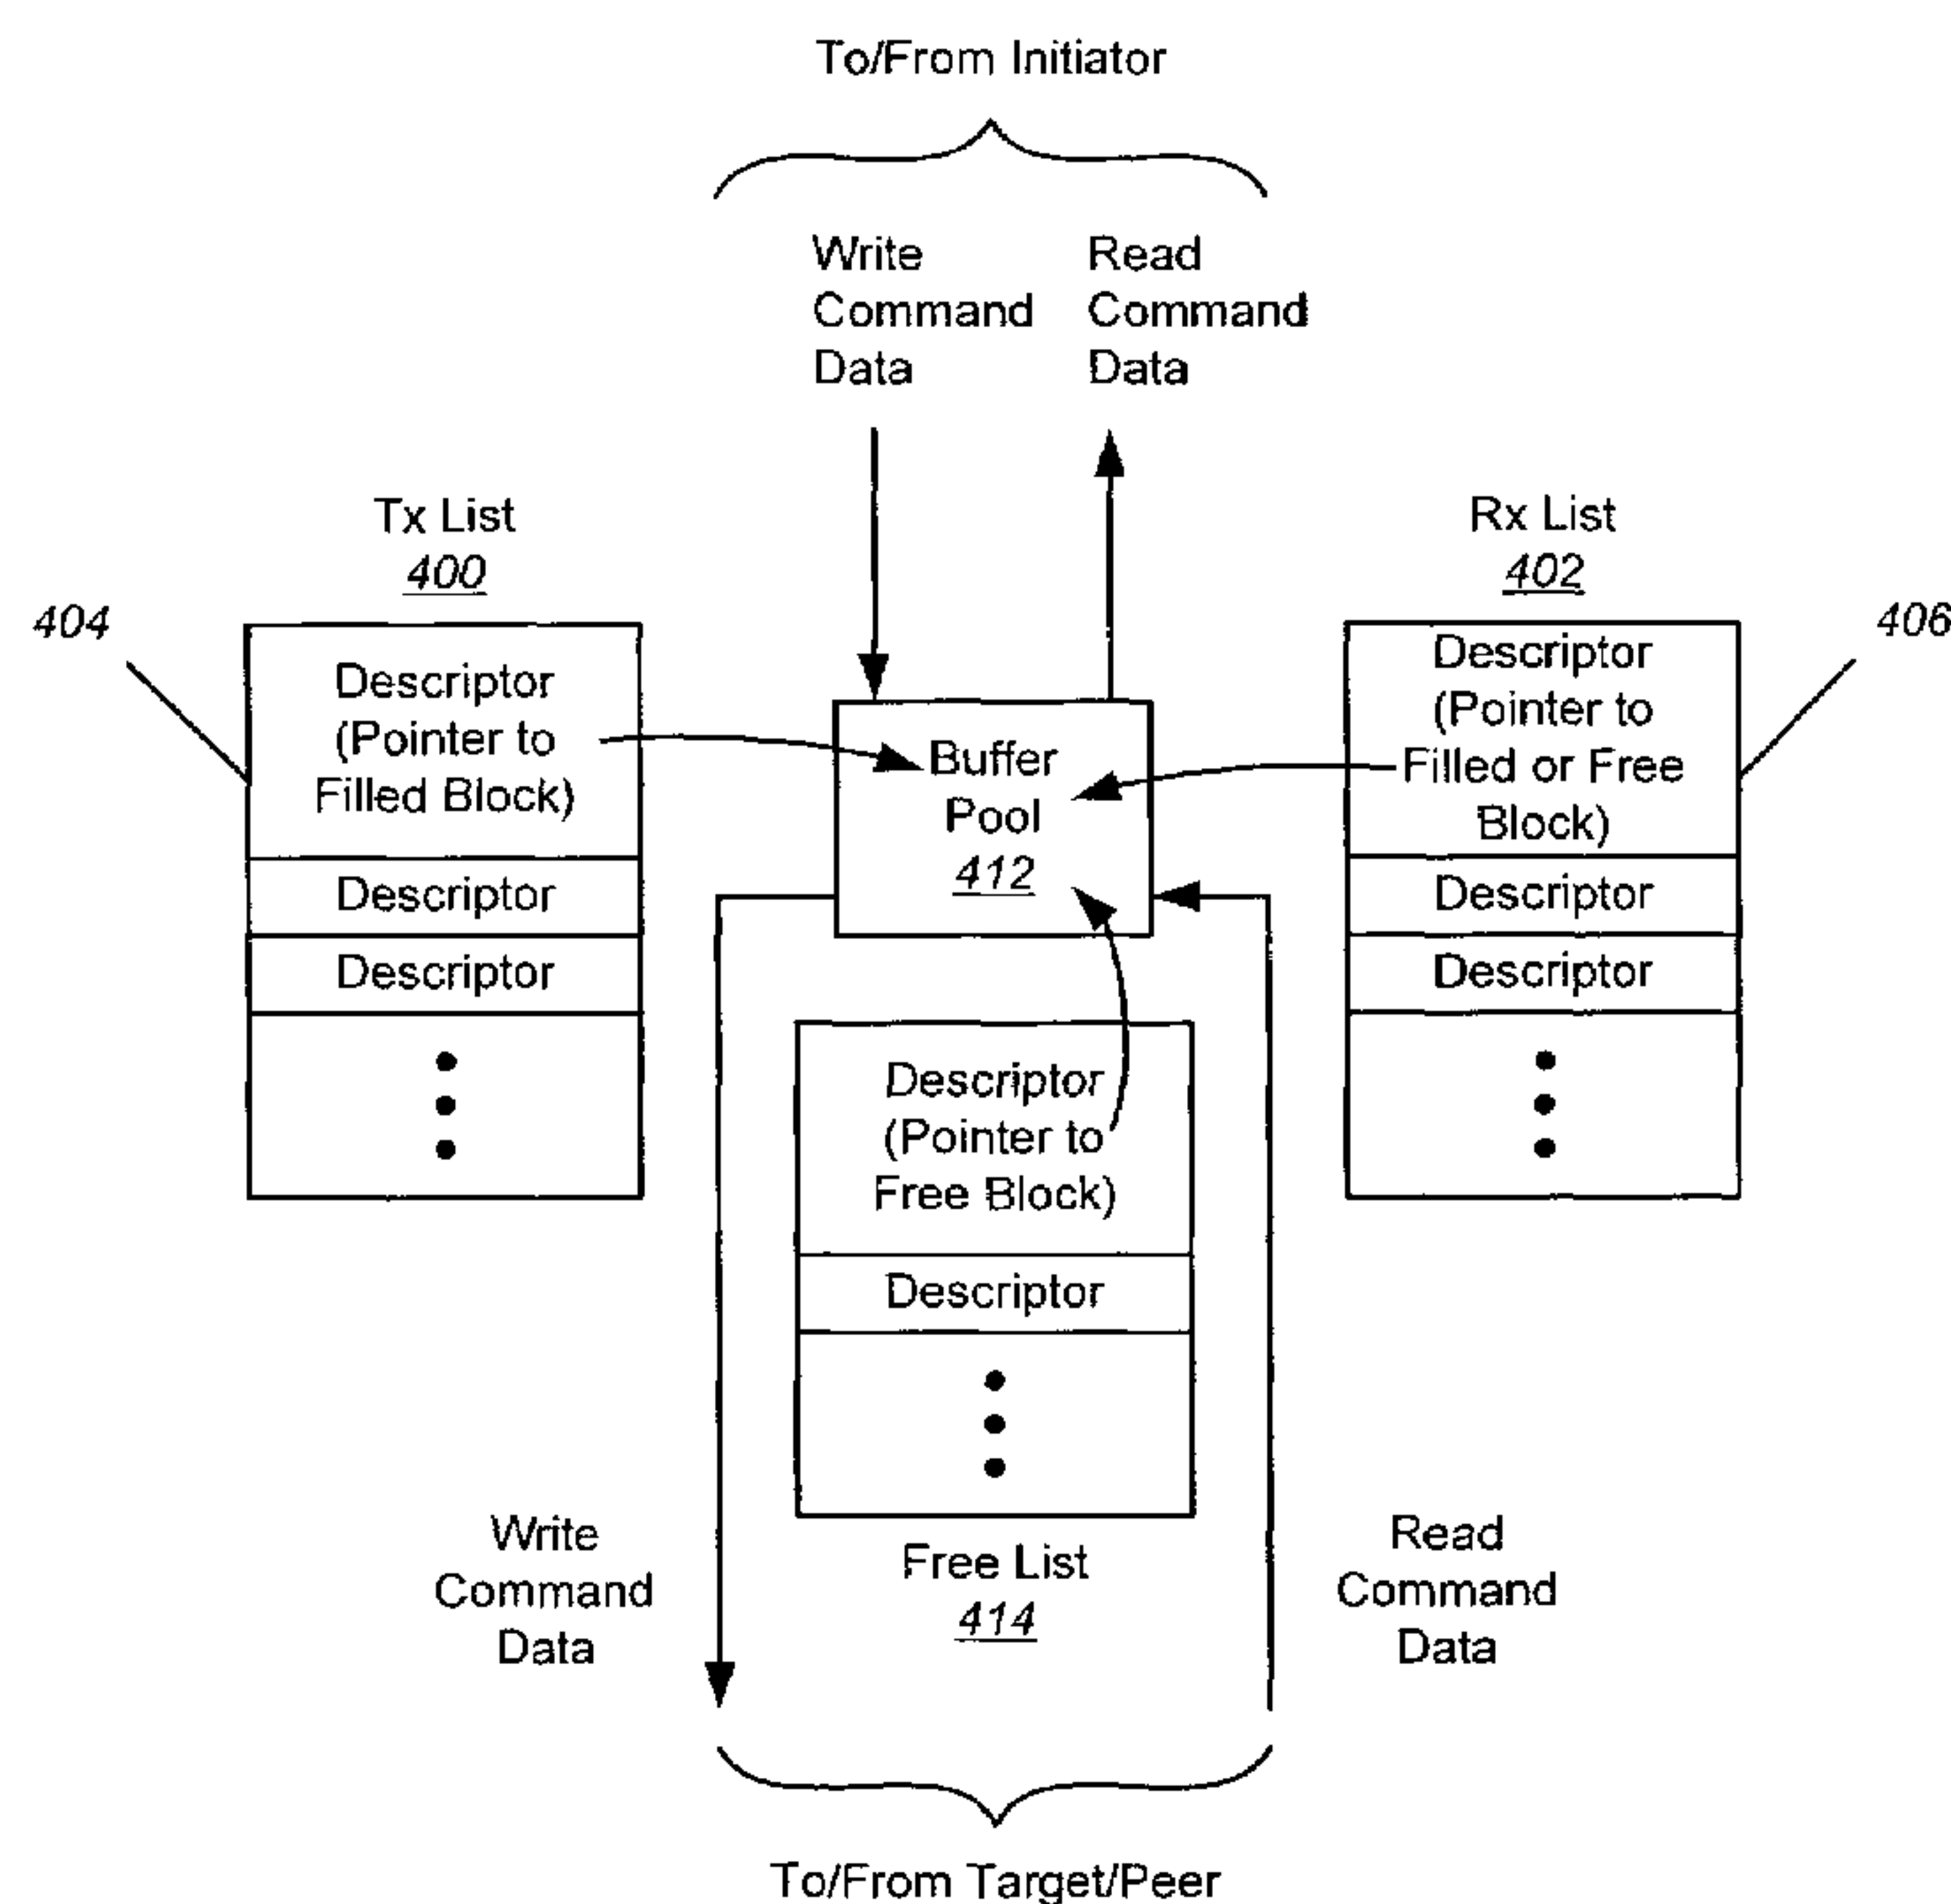 To/From Initiator
Write
Command
Data
Read
Command
Data
Tx List
400
Rx List
402
404
406
Descriptor
(Pointer to
Filled Block)
Descriptor
Descriptor
Buffer
Pool
412
Descriptor
(Pointer to
Filled or Free
Block)
Descriptor
Descriptor
Descriptor
(Pointer to
Free Block)
Descriptor
Free List
414
Write
Command
Data
Read
Command
Data
To/From Target/Peer